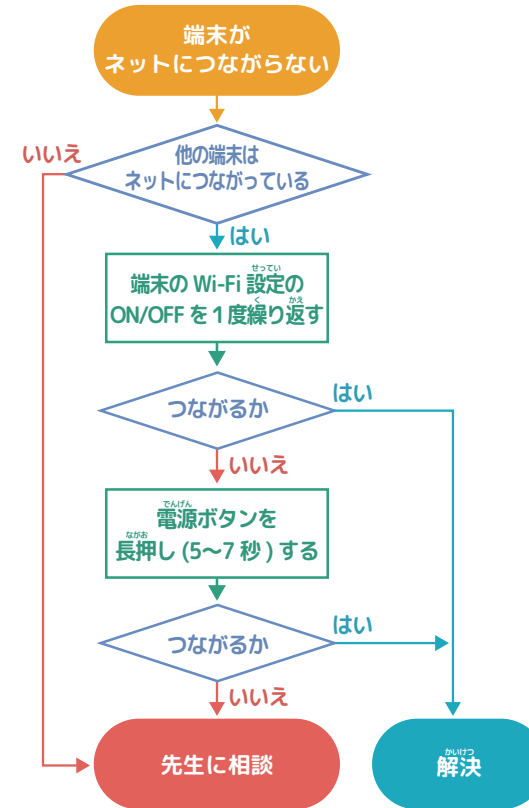 端末が
ネットにつながらない
いいえ
他の端末は
ネットにつながっている
はい
せってい
端末の Wi-Fi 設定の
く かえ
ON/OFF を 1 度繰り返す
つながるか
はい
いいえ
でんげん
電源ボタンを
ながお
長押し (5〜7 秒 ) する
つながるか
はい
いいえ
先生に相談
かいけつ
解決